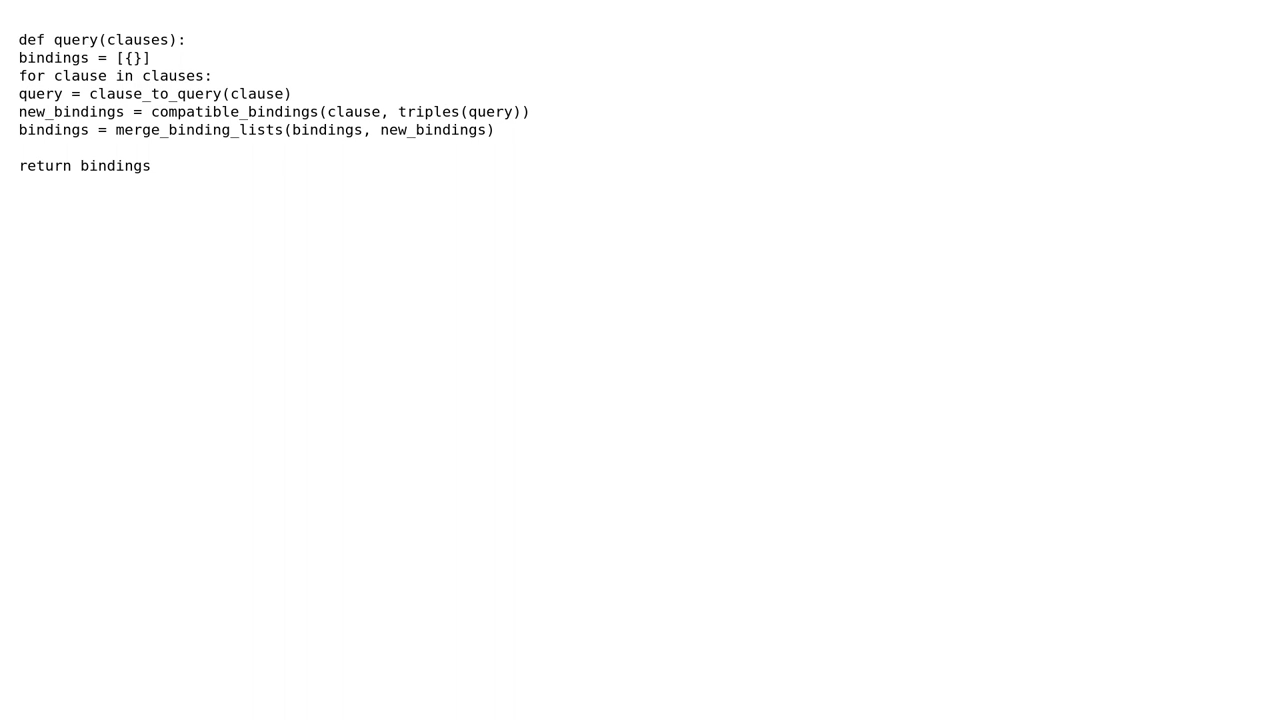 def query(clauses):
bindings = [{}]
for clause in clauses:
query = clause_to_query(clause)
new_bindings = compatible_bindings(clause, triples(query))
bindings = merge_binding_lists(bindings, new_bindings)

return bindings